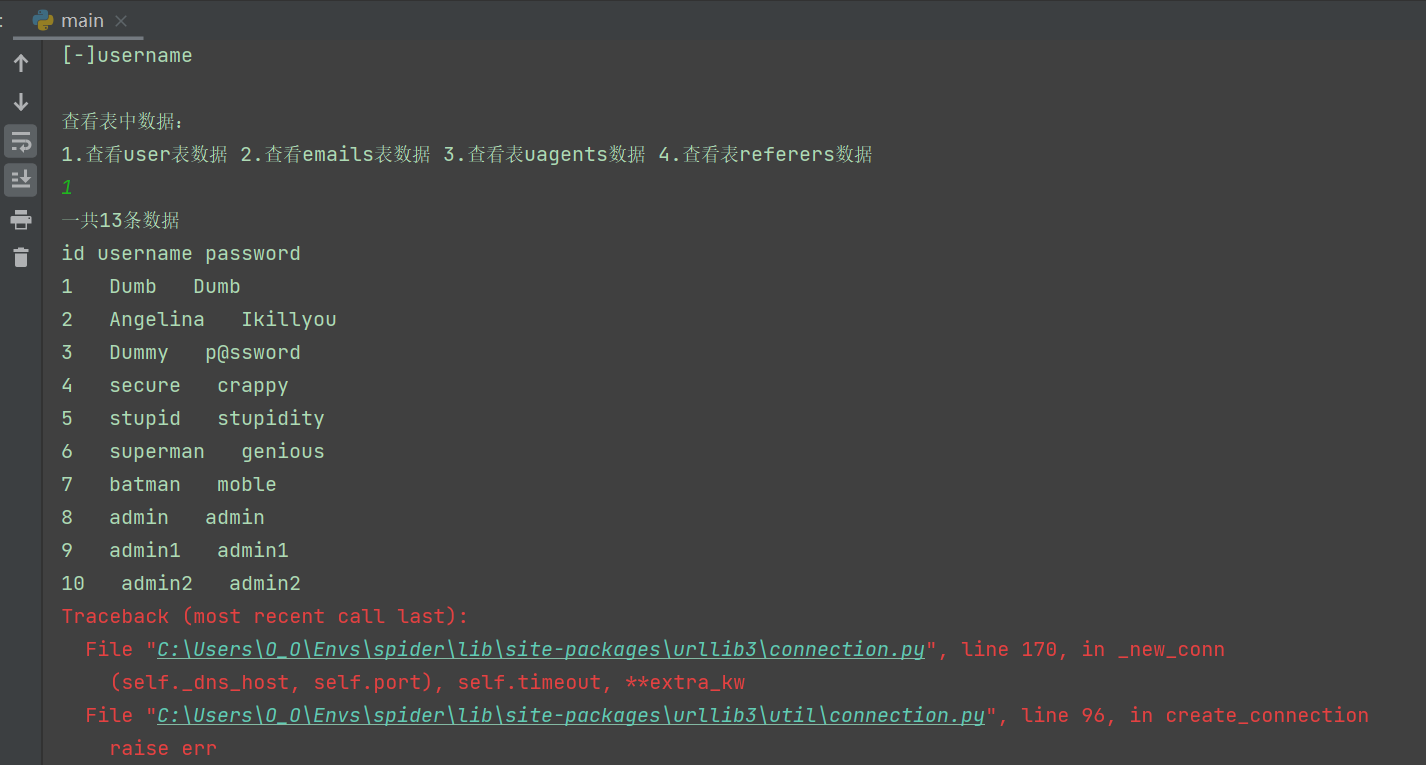 main
[-]username
查看表中数据:
1.查看user表数据 2.查看emails表数据 3.查看表uagents数据 4.查看表referers数据
1
一共13条数据
id username password
1   Dumb   Dumb
2   Angelina   Ikillyou
3   Dummy   p@ssword
4   secure   crappy
5   stupid   stupidity
6   superman   genious
7   batman   moble
8   admin   admin
9   admin1   admin1
10   admin2   admin2
Traceback (most recent call last):
  File "C:\Users\O_O\Envs\spider\lib\site-packages\urllib3\connection.py", line 170, in _new_conn
    (self._dns_host, self.port), self.timeout, **extra_kw
  File "C:\Users\O_O\Envs\spider\lib\site-packages\urllib3\util\connection.py", line 96, in create_connection
    raise err